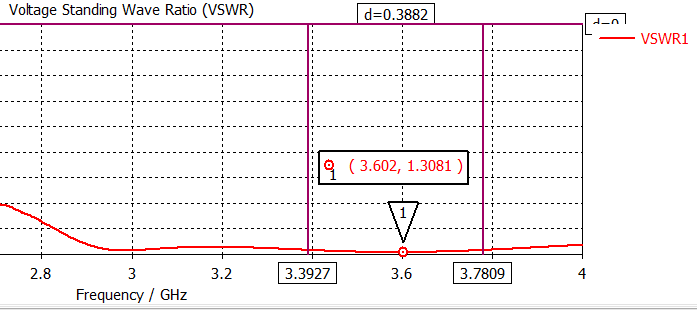 Voltage Standing Wave Ratio (VSWR)
d=0.3882
d=0
VSWR1
1 ( 3.602, 1.3081 )
1
2.8 3 3.2 3.3927 3.6 3.7809 4
Frequency / GHz